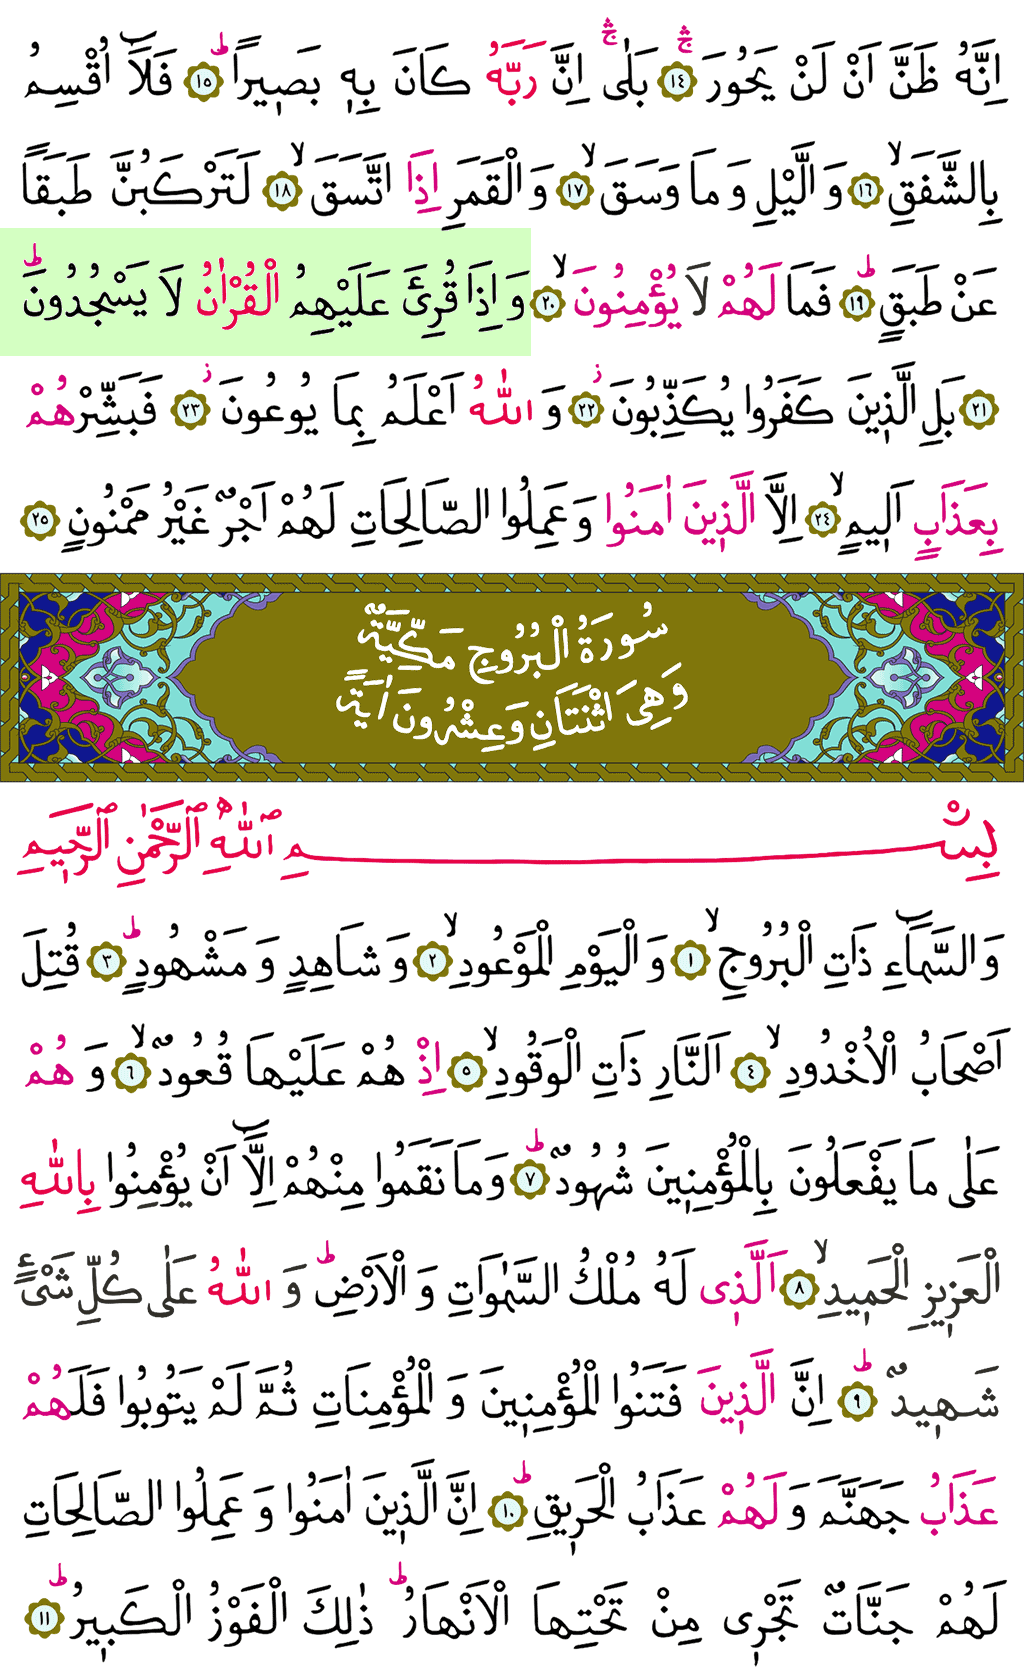 اِنَّهُ ظَنَّ اَنْ لَنْ يَحُورَۚۛ ﴿١٤﴾ بَلٰىۚۛ اِنَّ رَبَّهُ كَانَ بِهٖ بَصٖيراًؕ ﴿١٥﴾ فَلَٓا اُقْسِمُ
بِالشَّفَقِۙ ﴿١٦﴾ وَالَّيْلِ وَمَا وَسَقَۙ ﴿١٧﴾ وَالْقَمَرِ اِذَا اتَّسَقَۙ ﴿١٨﴾ لَتَرْكَبُنَّ طَبَقاً
عَنْ طَبَقٍؕ ﴿١٩﴾ فَمَا لَهُمْ لَا يُؤْمِنُونَۙ ﴿٢٠﴾ وَاِذَا قُرِئَ عَلَيْهِمُ الْقُرْاٰنُ لَا يَسْجُدُونَؕ
﴿٢١﴾ بَلِ الَّذٖينَ كَفَرُوا يُكَذِّبُونَؗ ﴿٢٢﴾ وَاللّٰهُ اَعْلَمُ بِمَا يُوعُونَؗ ﴿٢٣﴾ فَبَشِّرْهُمْ
بِعَذَابٍ اَلٖيمٍۙ ﴿٢٤﴾ اِلَّا الَّذٖينَ اٰمَنُوا وَعَمِلُوا الصَّالِحَاتِ لَهُمْ اَجْرٌ غَيْرُ مَمْنُونٍ ﴿٢٥﴾
سُورَةُ الْبُرُوجِ مَكِّيَّةٌ
وَهِيَ اثْنَتَانِ وَعِشْرُونَ اٰيَةً
بِسْمِ اللّٰهِ الرَّحْمٰنِ الرَّحٖيمِ
وَالسَّمَٓاءِ ذَاتِ الْبُرُوجِۙ ﴿١﴾ وَالْيَوْمِ الْمَوْعُودِۙ ﴿٢﴾ وَشَاهِدٍ وَمَشْهُودٍؕ ﴿٣﴾ قُتِلَ
اَصْحَابُ الْاُخْدُودِۙ ﴿٤﴾ اَلنَّارِ ذَاتِ الْوَقُودِۙ ﴿٥﴾ اِذْ هُمْ عَلَيْهَا قُعُودٌۙ ﴿٦﴾ وَهُمْ
عَلٰى مَا يَفْعَلُونَ بِالْمُؤْمِنٖينَ شُهُودٌؕ ﴿٧﴾ وَمَا نَقَمُوا مِنْهُمْ اِلَّٓا اَنْ يُؤْمِنُوا بِاللّٰهِ
الْعَزٖيزِ الْحَمٖيدِۙ ﴿٨﴾ اَلَّذٖى لَهُ مُلْكُ السَّمٰوَاتِ وَالْاَرْضِؕ وَاللّٰهُ عَلٰى كُلِّ شَىْءٍ
شَهٖيدٌؕ ﴿٩﴾ اِنَّ الَّذٖينَ فَتَنُوا الْمُؤْمِنٖينَ وَالْمُؤْمِنَاتِ ثُمَّ لَمْ يَتُوبُوا فَلَهُمْ
عَذَابُ جَهَنَّمَ وَلَهُمْ عَذَابُ الْحَرٖيقِؕ ﴿١٠﴾ اِنَّ الَّذٖينَ اٰمَنُوا وَعَمِلُوا الصَّالِحَاتِ
لَهُمْ جَنَّاتٌ تَجْرٖى مِنْ تَحْتِهَا الْاَنْهَارُؕ ذٰلِكَ الْفَوْزُ الْكَبٖيرُؕ ﴿١١﴾